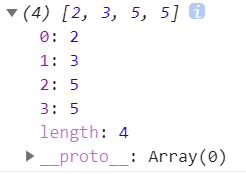 (4) [2, 3, 5, 5] i
0: 2
1: 3
2: 5
3: 5
length: 4
__proto__: Array(0)